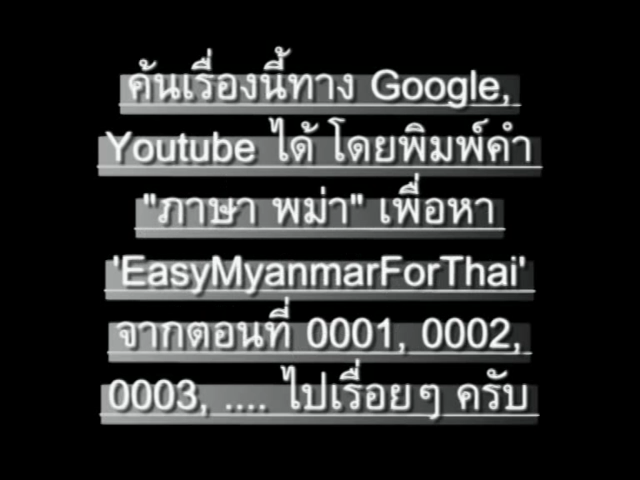 ค้นเรื่องนี้ทาง Google,
Youtube ได้ โดยพิมพ์คำ
"ภาษา พม่า" เพื่อหา
'EasyMyanmarForThai'
จากตอนที่ 0001, 0002,
0003, .... ไปเรื่อยๆ ครับ